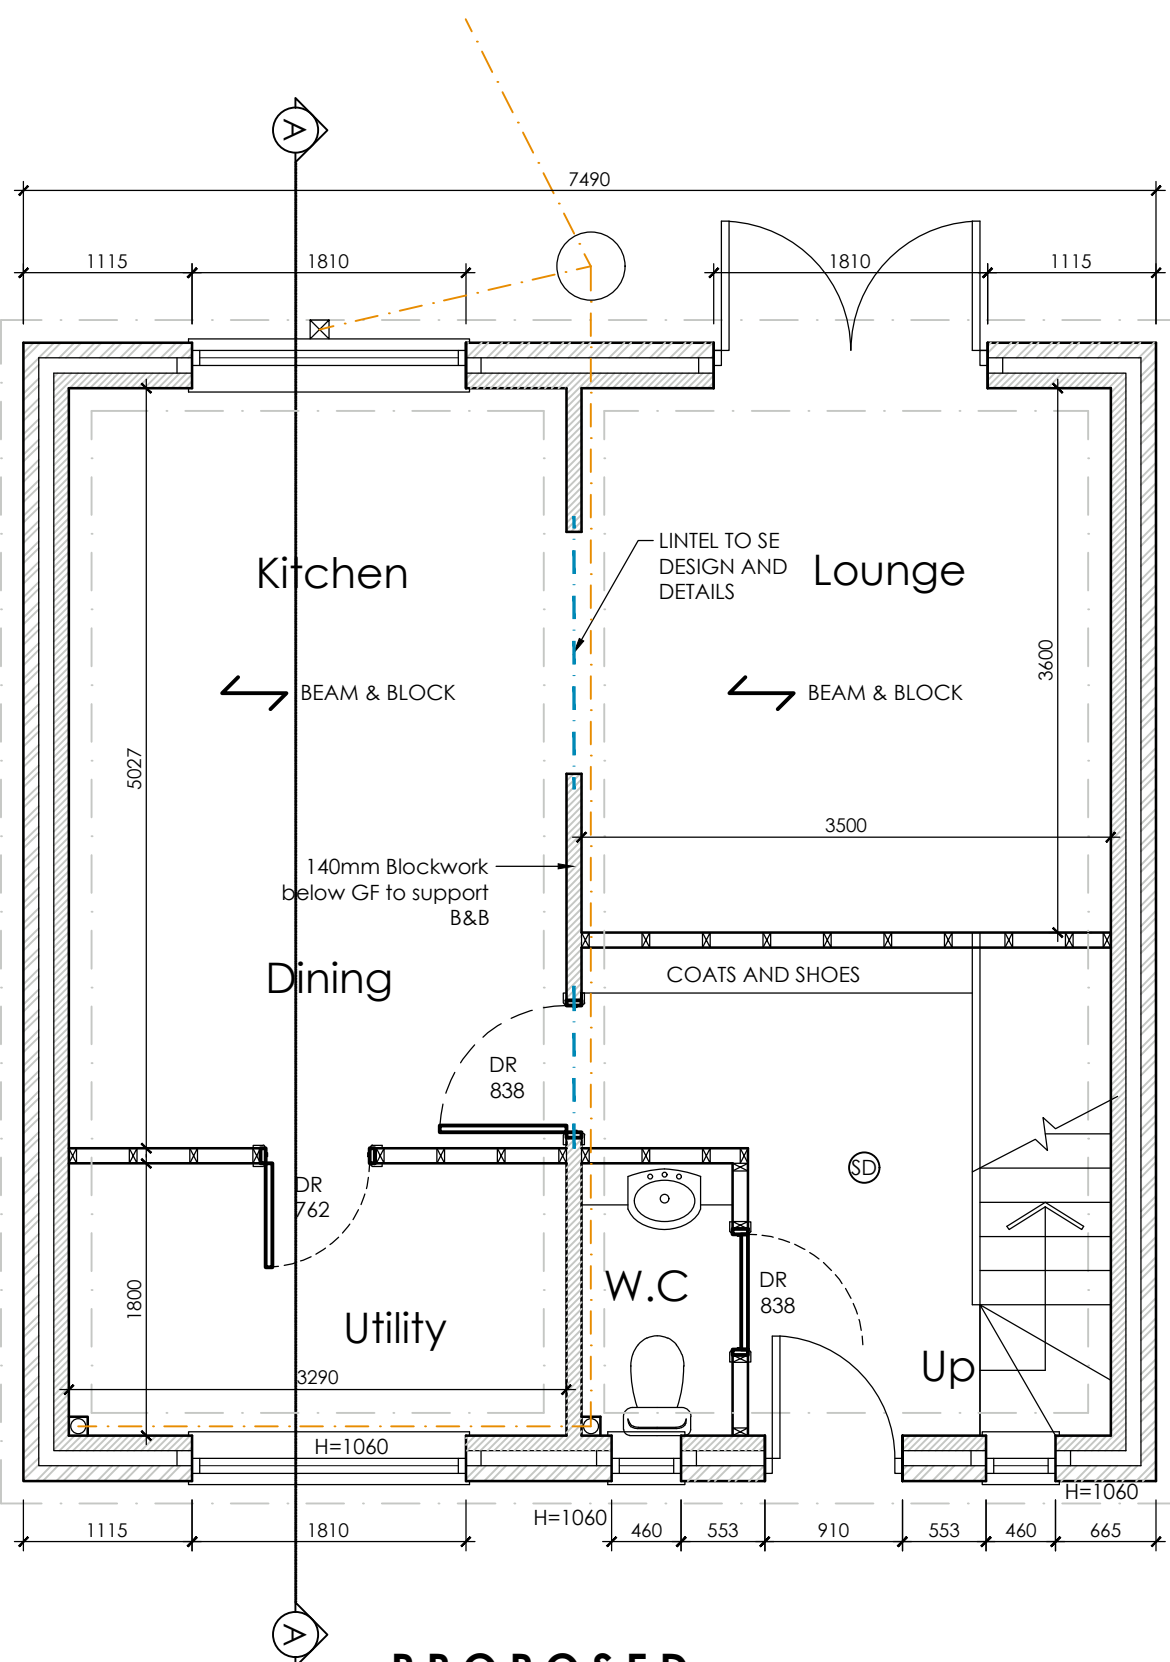 A
7490
1115
1810
1810
1115
Kitchen
LINTEL TO SE
DESIGN AND
DETAILS
Lounge
3600
BEAM & BLOCK
BEAM & BLOCK
5027
3500
140mm Blockwork
below GF to support
B&B
Dining
COATS AND SHOES
DR
838
SD
DR
762
W.C
DR
838
1800
Utility
Up
3290
H=1060
H=1060
H=1060
1115
1810
460
553
910
553
460
665
A
PROPOSED